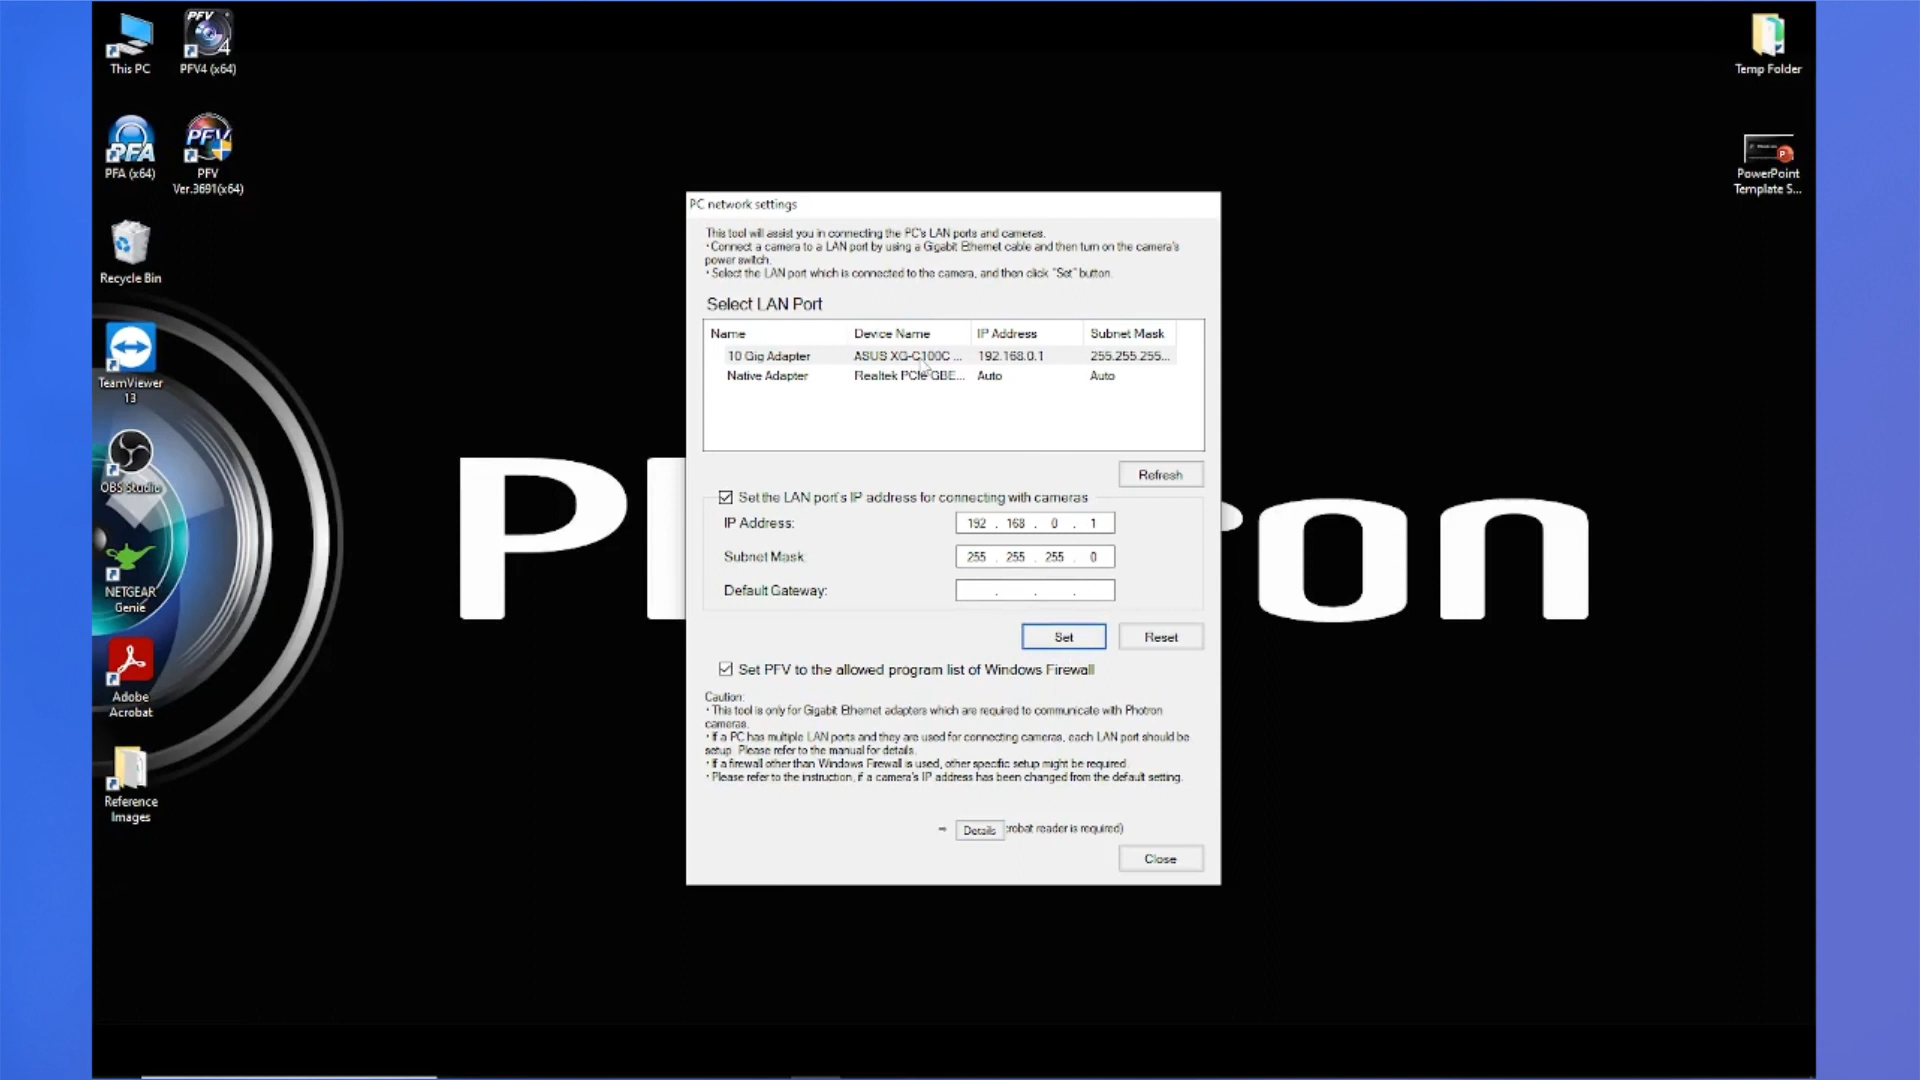 This PC
PFV
4
PFV4 (x64)
PFA
PFA (x64)
PFV
PFV
Ver.3691(x64)
Recycle Bin
TeamViewer
13
OBS Studio
NETGEAR
Genie
Adobe
Acrobat
Reference
Images
Temp Folder
P
PowerPoint
Template S...
PC network settings
This tool will assist you in connecting the PC's LAN ports and cameras.
･Connect a camera to a LAN port by using a Gigabit Ethernet cable and then turn on the camera's
power switch.
･Select the LAN port which is connected to the camera, and then click "Set" button.
Select LAN Port
Name Device Name IP Address Subnet Mask
10 Gig Adapter ASUS XG-C100C ... 192.168.0.1 255.255.255...
Native Adapter Realtek PCIe GBE... Auto Auto
Refresh
Set the LAN port's IP address for connecting with cameras
IP Address: 192 . 168 . 0 . 1
Subnet Mask 255 . 255 . 255 . 0
Default Gateway: . . .
Set Reset
Set PFV to the allowed program list of Windows Firewall
Caution:
･This tool is only for Gigabit Ethernet adapters which are required to communicate with Photron
cameras.
･If a PC has multiple LAN ports and they are used for connecting cameras, each LAN port should be
setup. Please refer to the manual for details.
･If a firewall other than Windows Firewall is used, other specific setup might be required.
･Please refer to the instruction, if a camera's IP address has been changed from the default setting.
Details robat reader is required)
Close